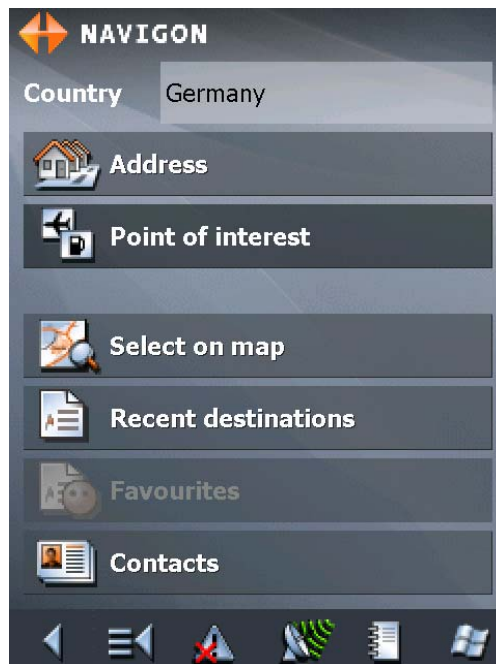 NAVIGON
Country Germany
Address
Point of interest
Select on map
Recent destinations
Favourites
Contacts